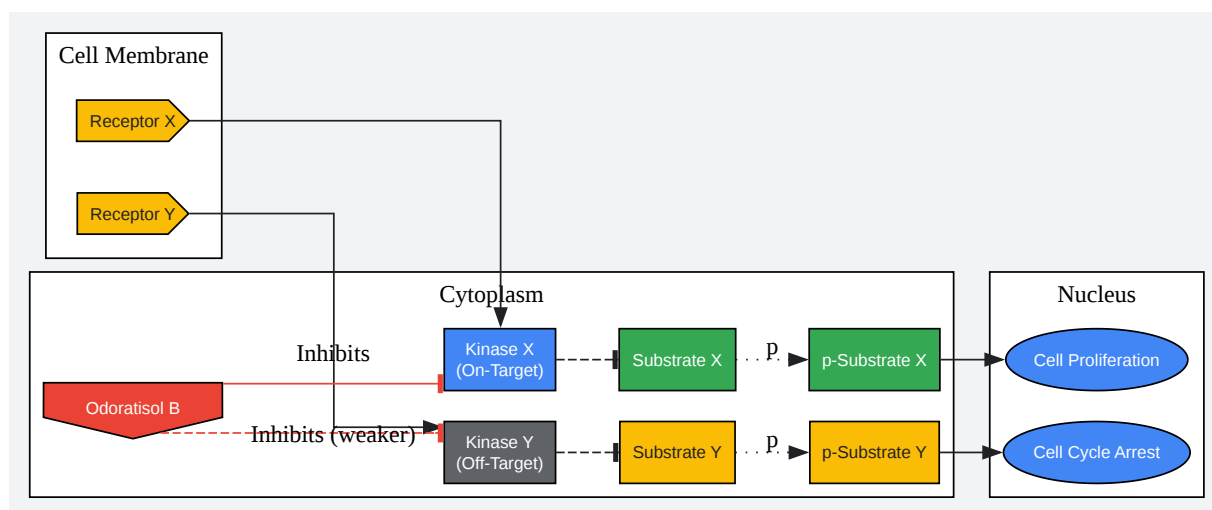 Cell Membrane
Receptor X
Receptor Y
Cytoplasm
Nucleus
Inhibits
Kinase X
(On-Target)
Substrate X
p
p-Substrate X
Cell Proliferation
Odoratisol B
Inhibits (weaker)
Kinase Y
(Off-Target)
Substrate Y
p
p-Substrate Y
Cell Cycle Arrest